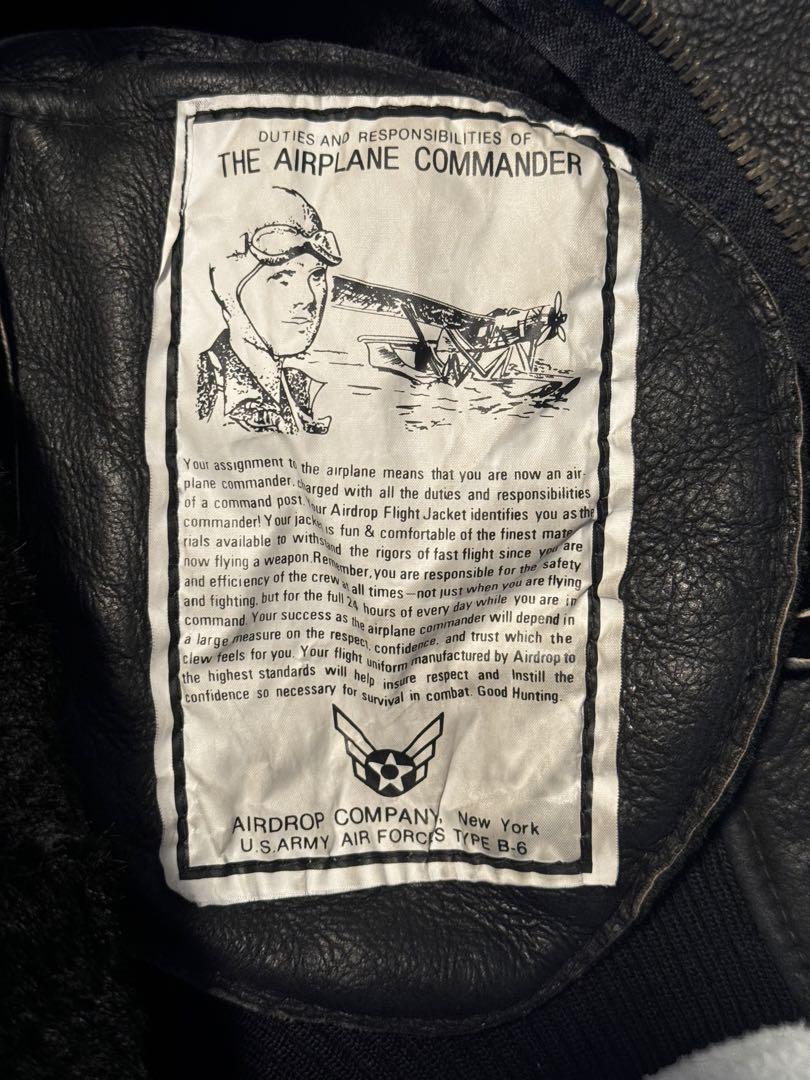 DUTIES AND RESPONSIBILITIES OF
THE AIRPLANE COMMANDER
Your assignment to the airplane means that you are now an air-
plane commander, charged with all the duties and responsibilities
of a command post. Your Airdrop Flight Jacket identifies you as the
commander! Your jacket is fun & comfortable of the finest mate
rials available to withstand the rigors of fast flight since you are
now flying a weapon. Remember, you are responsible for the safety
and efficiency of the crew at all times—not just when you are flying
and fighting, but for the full 24 hours of every day while you are in
command. Your success as the airplane commander will depend in
a large measure on the respect, confidence, and trust which the
clew feels for you. Your flight uniform manufactured by Airdrop to
the highest standards will help insure respect and Instill the
confidence so necessary for survival in combat. Good Hunting.
AIRDROP COMPANY, New York
U.S.ARMY AIR FORCES TYPE B-6